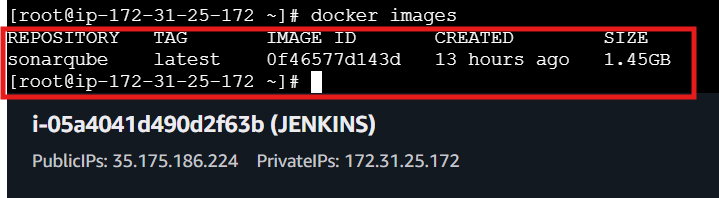 [root@ip-172-31-25-172 ~]# docker images
REPOSITORY TAG IMAGE ID CREATED SIZE
sonarqube latest 0f46577d143d 13 hours ago 1.45GB
[root@ip-172-31-25-172 ~]#
i-05a4041d490d2f63b (JENKINS)
PublicIPs: 35.175.186.224 PrivateIPs: 172.31.25.172